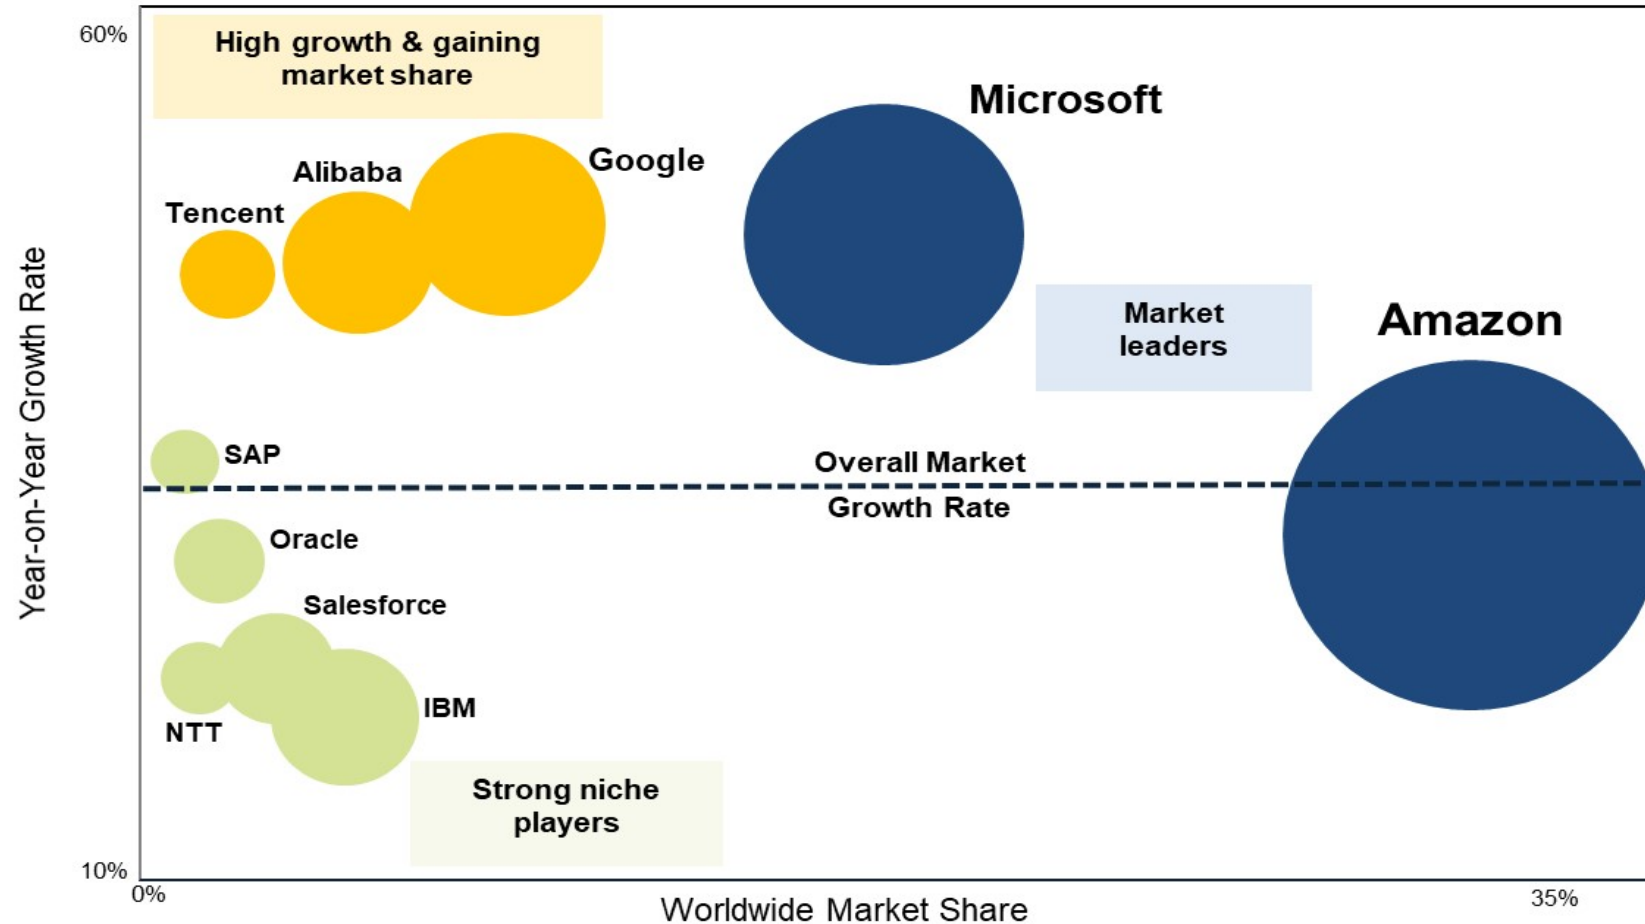 60%
High growth & gaining
market share
Microsoft
Google
Alibaba
Tencent
Market
leaders
Amazon
Year-on-Year Growth Rate
SAP
Overall Market
Growth Rate
Oracle
Salesforce
IBM
NTT
Strong niche
players
10%
0%
35%
Worldwide Market Share